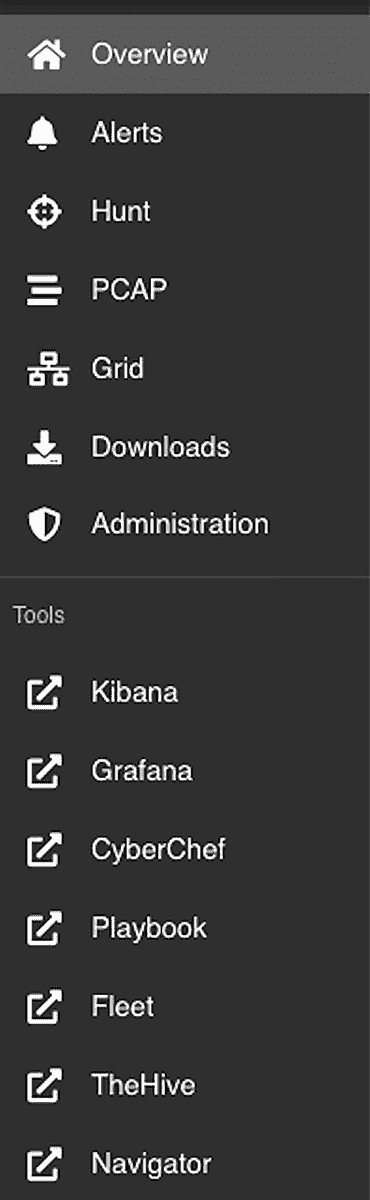 Overview
Alerts
Hunt
PCAP
Grid
Downloads
Administration
Tools
Kibana
Grafana
CyberChef
Playbook
Fleet
TheHive
Navigator